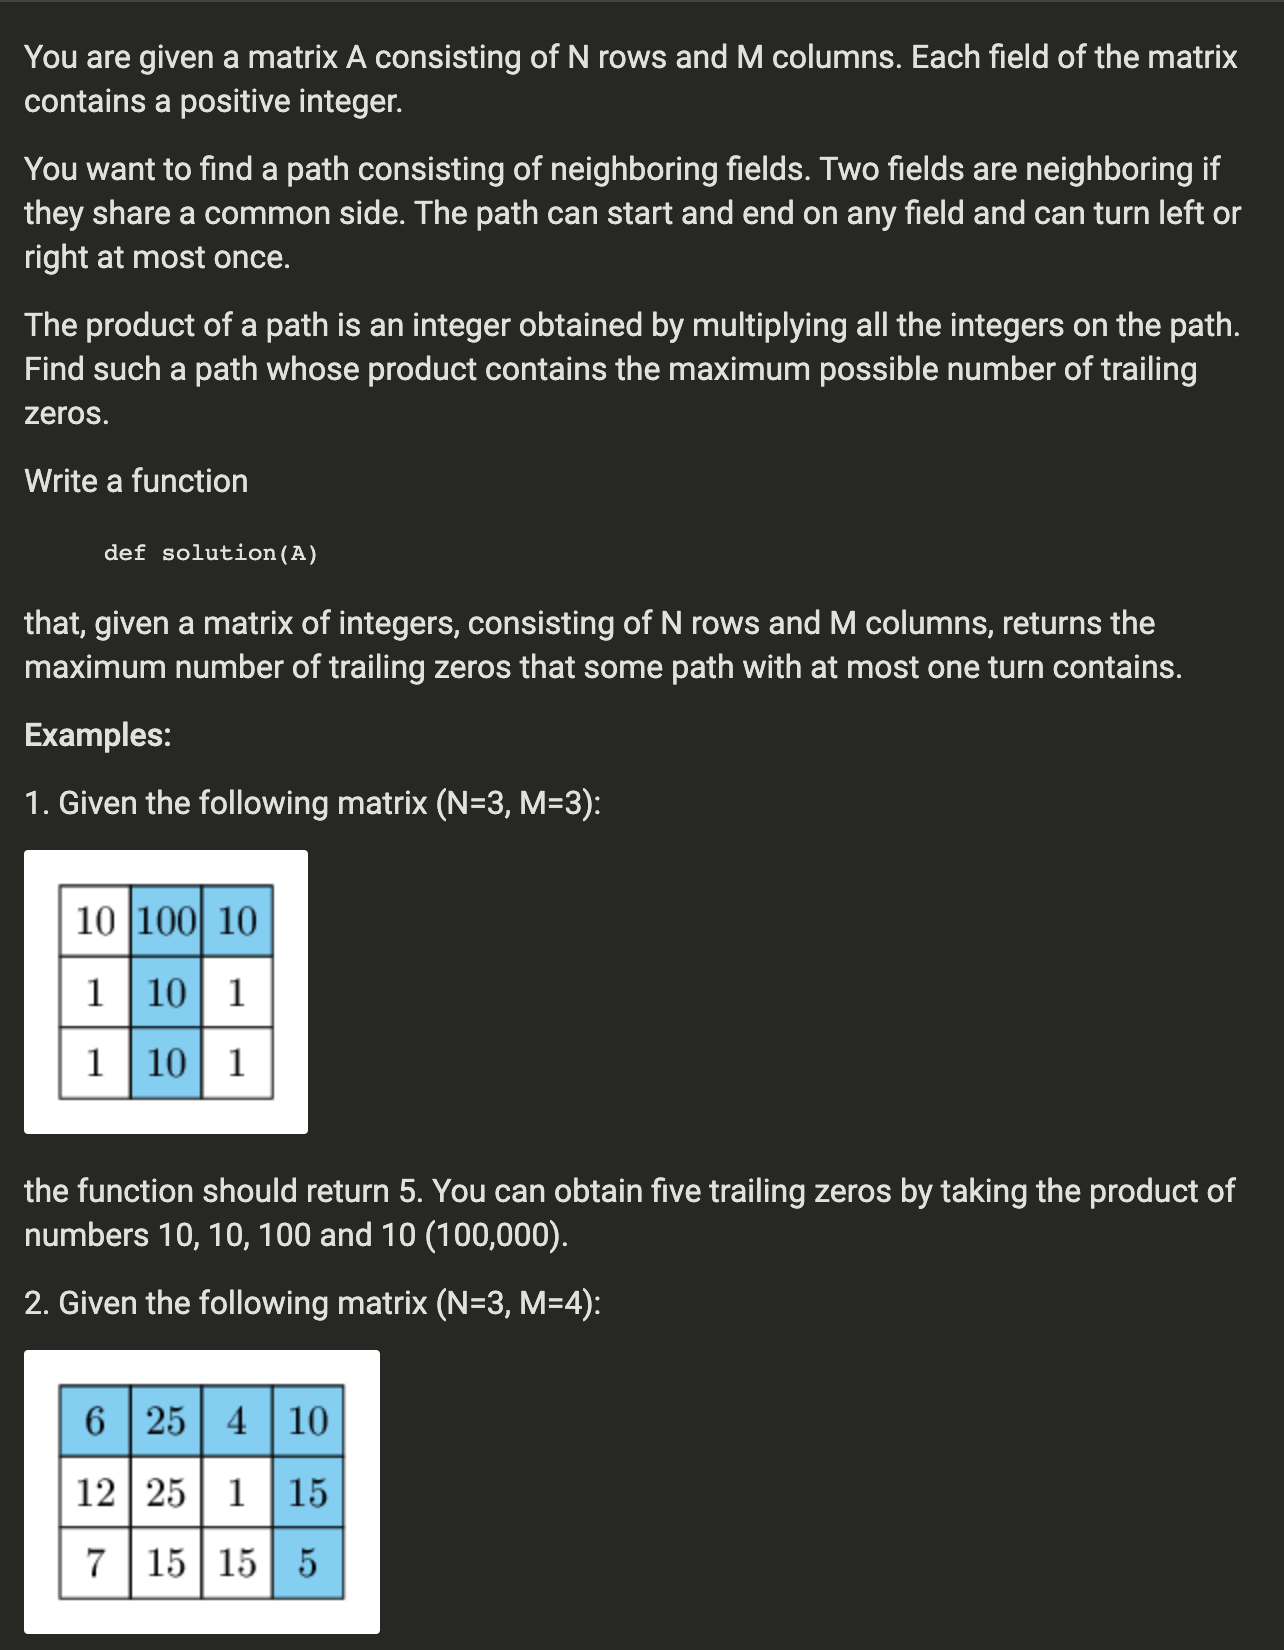 You are given a matrix A consisting of N rows and M columns. Each field of the matrix
contains a positive integer.
You want to find a path consisting of neighboring fields. Two fields are neighboring if
they share a common side. The path can start and end on any field and can turn left or
right at most once.
The product of a path is an integer obtained by multiplying all the integers on the path.
Find such a path whose product contains the maximum possible number of trailing
zeros.
Write a function
def solution(A)
that, given a matrix of integers, consisting of N rows and M columns, returns the
maximum number of trailing zeros that some path with at most one turn contains.
Examples:
1. Given the following matrix (N=3, M=3):
10 100 10
1 10 1
1 10 1
the function should return 5. You can obtain five trailing zeros by taking the product of
numbers 10, 10, 100 and 10 (100,000).
2. Given the following matrix (N=3, M=4):
6 25 4 10
12 25 1 15
7 15 15 5